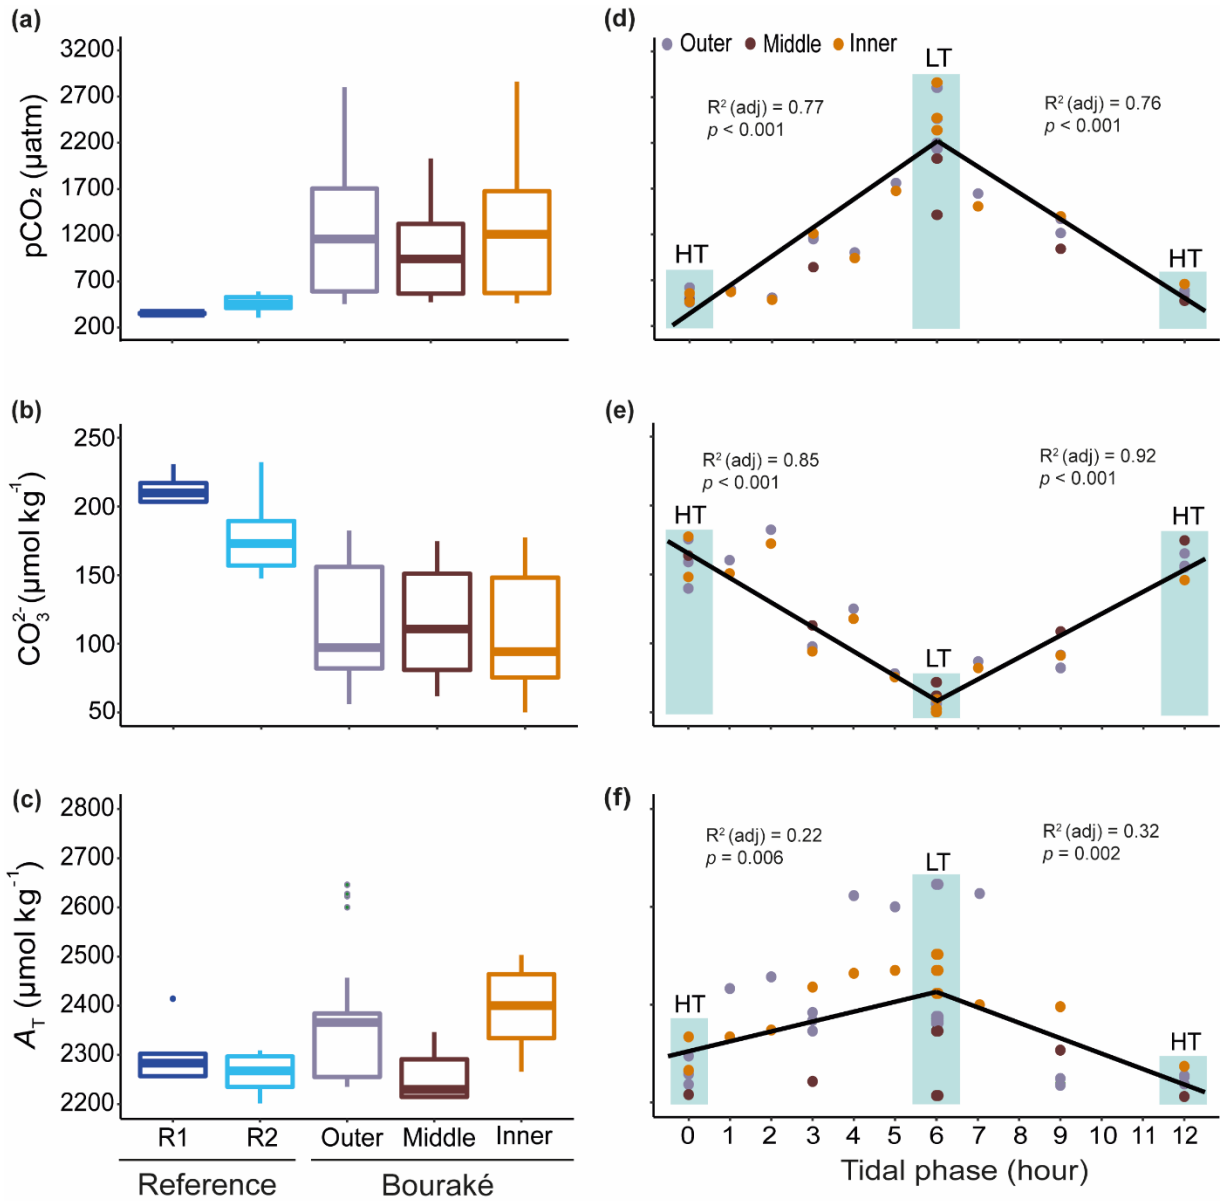 (a)
pCO₂ (µatm)
3200
2700
2200
1700
1200
700
200
(d)
Outer Middle Inner
LT
R² (adj) = 0.77
p < 0.001
R² (adj) = 0.76
p < 0.001
HT
HT
(b)
CO₃²⁻ (µmol kg⁻¹)
250
200
150
100
50
(e)
R² (adj) = 0.85
p < 0.001
R² (adj) = 0.92
p < 0.001
HT
HT
LT
(c)
A_T (µmol kg⁻¹)
2800
2700
2600
2500
2400
2300
2200
R1 R2 Outer Middle Inner
Reference Bouraké
(f)
R² (adj) = 0.22
p = 0.006
R² (adj) = 0.32
p = 0.002
LT
HT
HT
0 1 2 3 4 5 6 7 8 9 10 11 12
Tidal phase (hour)